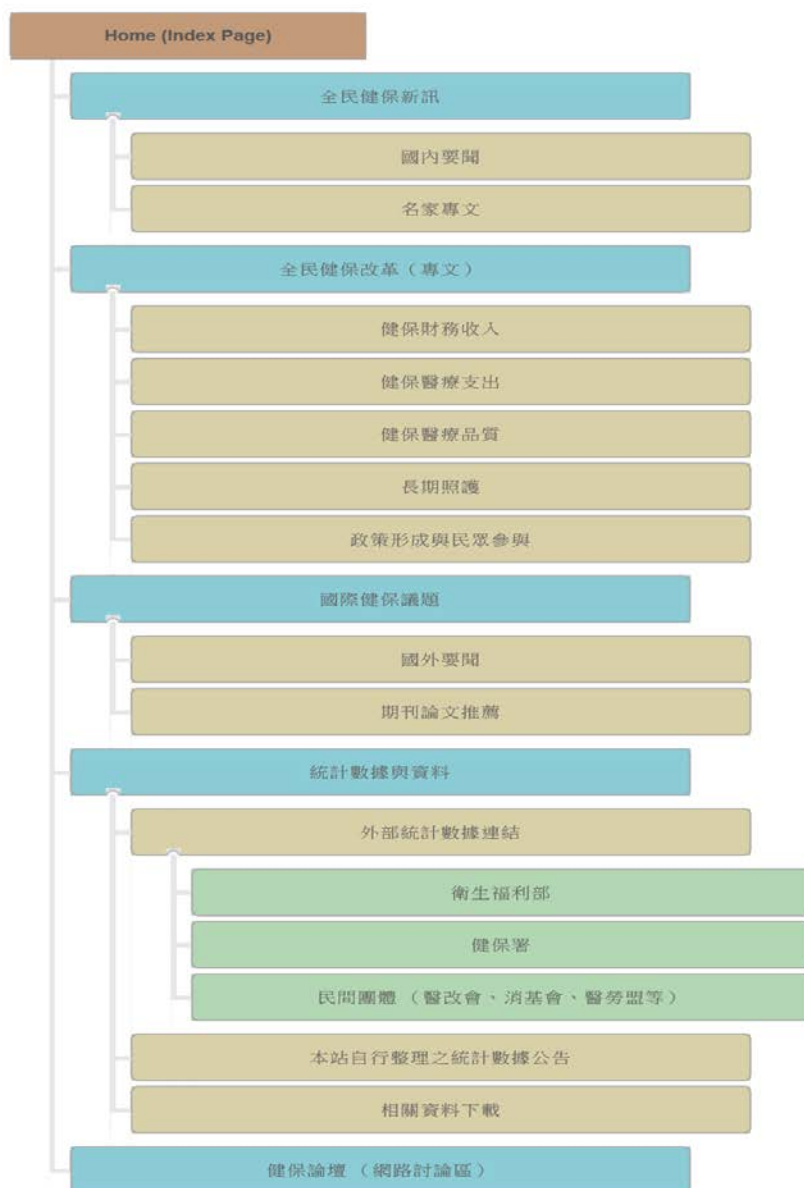 Home (Index Page)
全民健保新訊
國內要聞
名家專文
全民健保改革（專文）
健保財務收入
健保醫療支出
健保醫療品質
長期照護
政策形成與民眾參與
國際健保議題
國外要聞
期刊論文推薦
統計數據與資料
外部統計數據連結
衛生福利部
健保署
民間團體 （醫改會、消基會、醫勞盟等）
本站自行整理之統計數據公告
相關資料下載
健保論壇 （網路討論區）